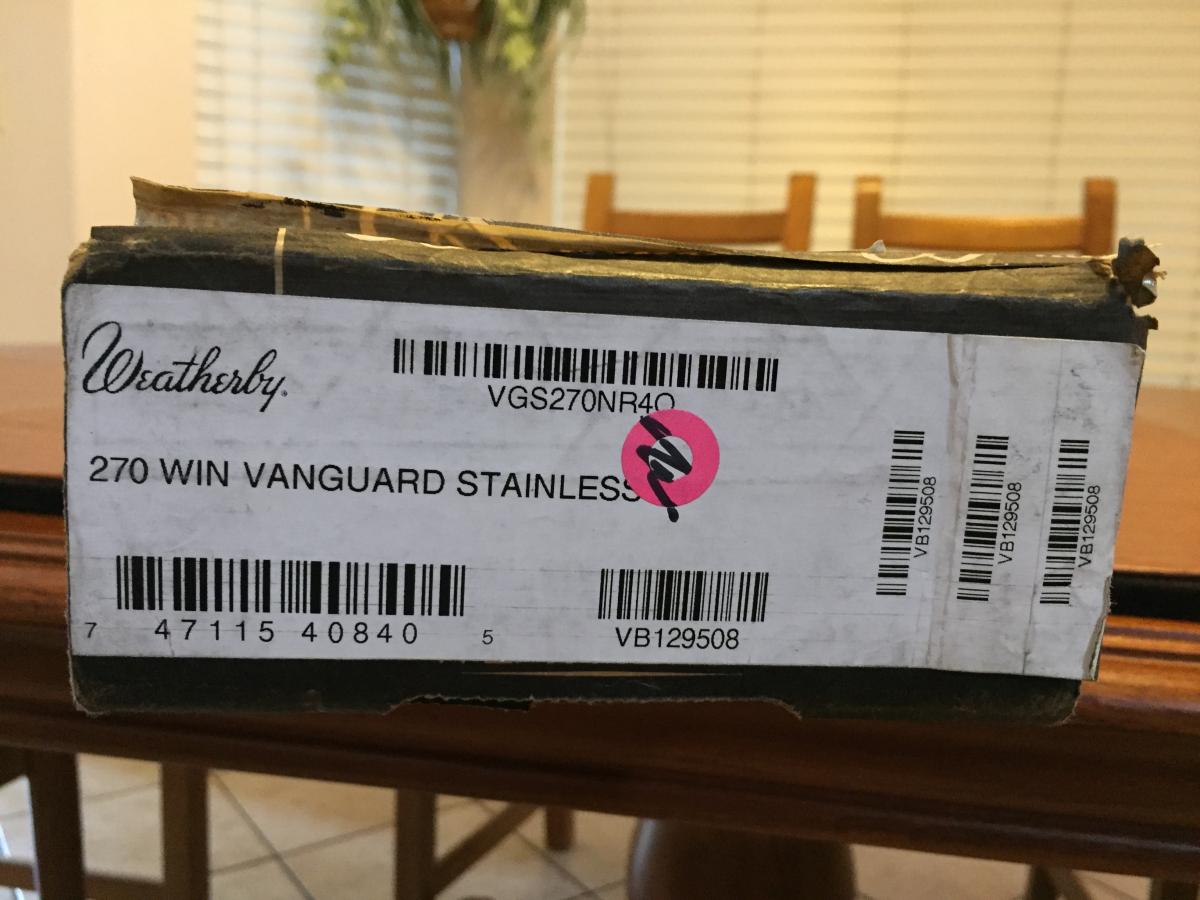 Weatherby.
VGS270NR4O
270 WIN VANGUARD STAINLESS
7 47115 40840 5
VB129508
VB129508
VB129508
VB129508